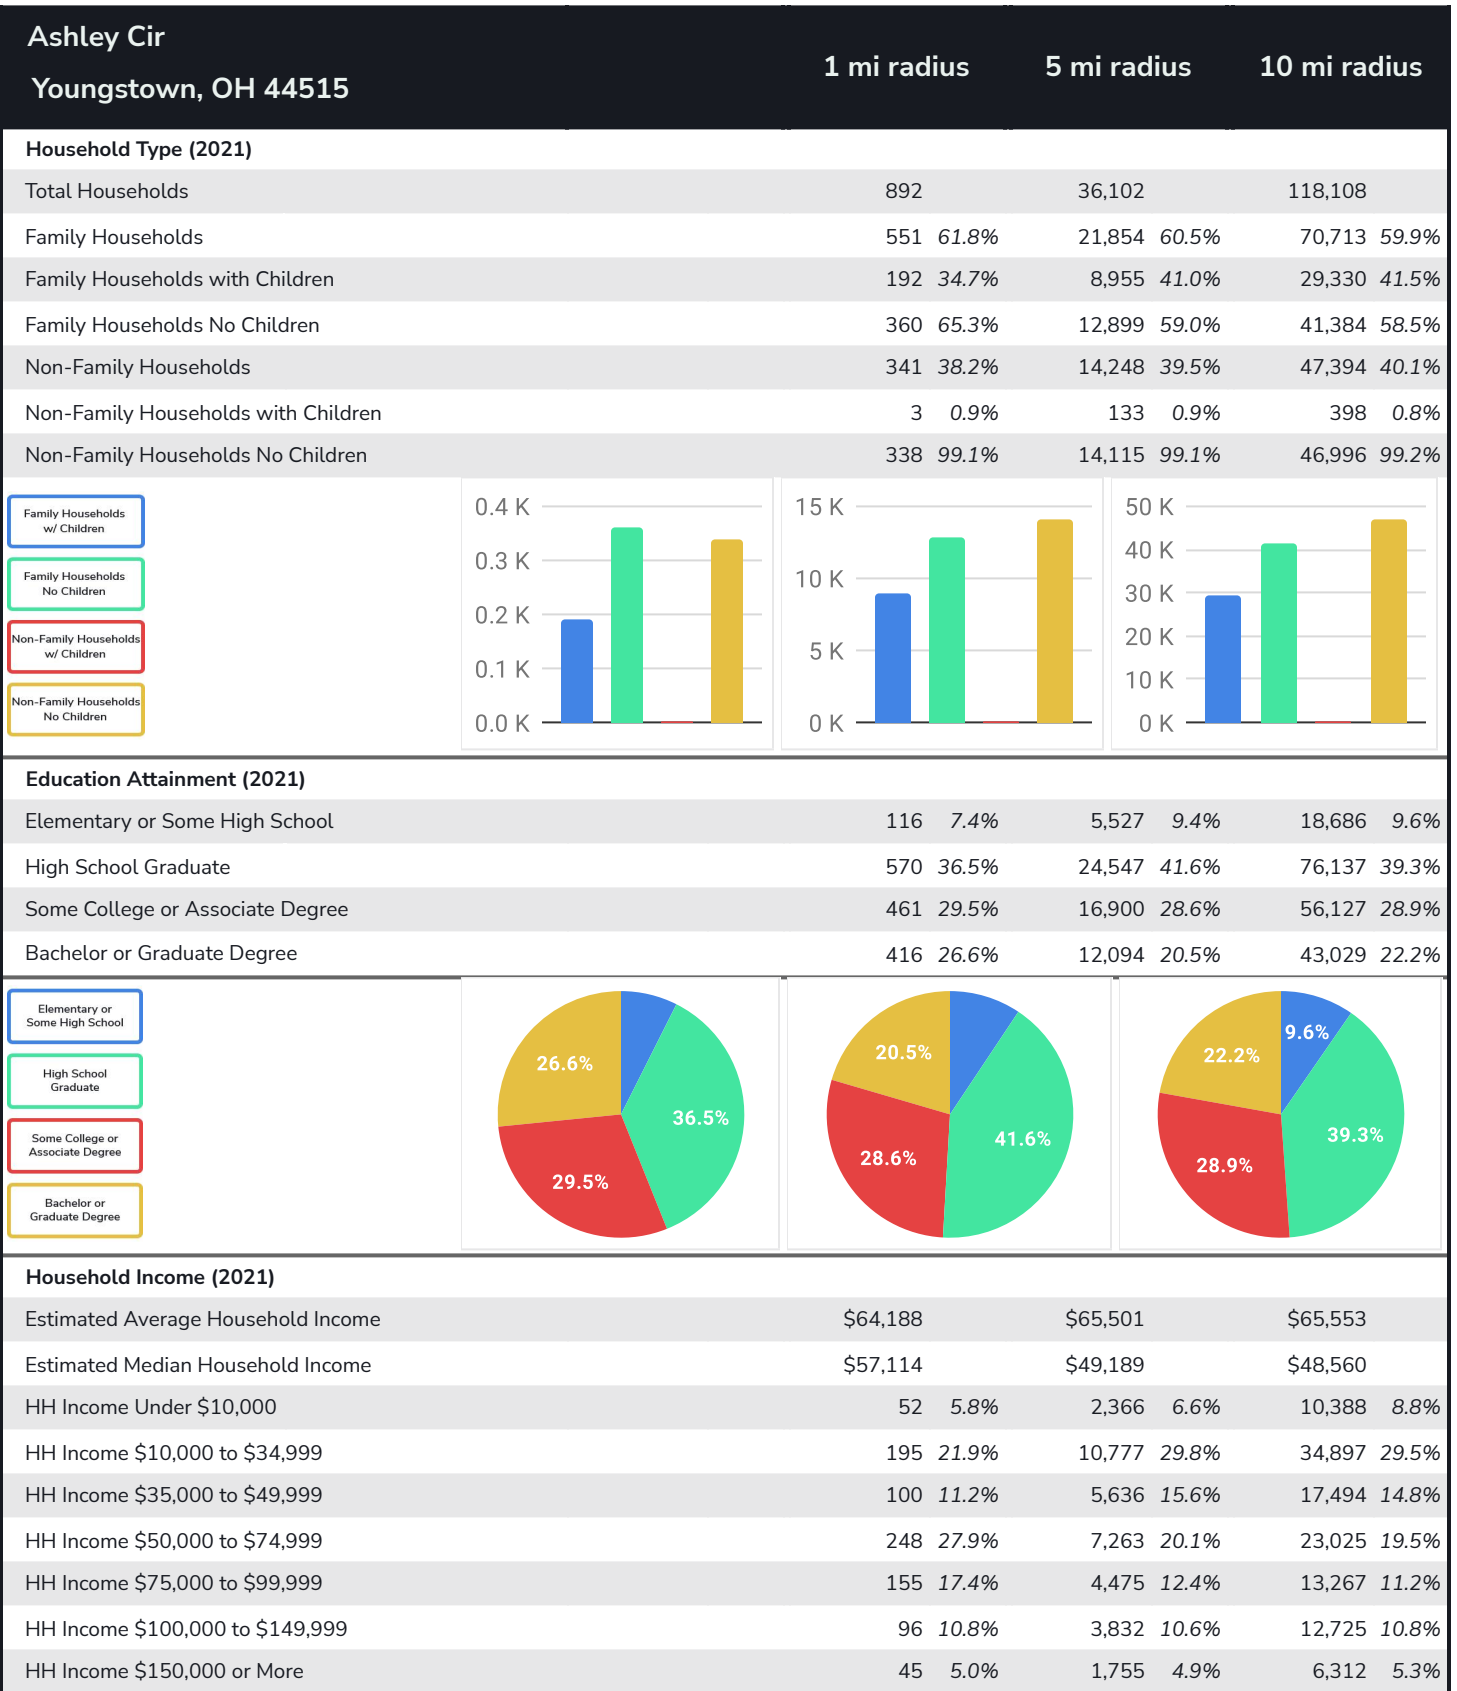 Ashley Cir
Youngstown, OH 44515
1 mi radius 5 mi radius 10 mi radius
Household Type (2021)
Total Households 892 36,102 118,108
Family Households 551 61.8% 21,854 60.5% 70,713 59.9%
Family Households with Children 192 34.7% 8,955 41.0% 29,330 41.5%
Family Households No Children 360 65.3% 12,899 59.0% 41,384 58.5%
Non-Family Households 341 38.2% 14,248 39.5% 47,394 40.1%
Non-Family Households with Children 3 0.9% 133 0.9% 398 0.8%
Non-Family Households No Children 338 99.1% 14,115 99.1% 46,996 99.2%
Family Households
w/ Children
Family Households
No Children
Non-Family Households
w/ Children
Non-Family Households
No Children
0.4 K
0.3 K
0.2 K
0.1 K
0.0 K
15 K
10 K
5 K
0 K
50 K
40 K
30 K
20 K
10 K
0 K
Education Attainment (2021)
Elementary or Some High School 116 7.4% 5,527 9.4% 18,686 9.6%
High School Graduate 570 36.5% 24,547 41.6% 76,137 39.3%
Some College or Associate Degree 461 29.5% 16,900 28.6% 56,127 28.9%
Bachelor or Graduate Degree 416 26.6% 12,094 20.5% 43,029 22.2%
Elementary or
Some High School
High School
Graduate
Some College or
Associate Degree
Bachelor or
Graduate Degree
26.6%
36.5%
29.5%
20.5%
41.6%
28.6%
9.6%
22.2%
39.3%
28.9%
Household Income (2021)
Estimated Average Household Income $64,188 $65,501 $65,553
Estimated Median Household Income $57,114 $49,189 $48,560
HH Income Under $10,000 52 5.8% 2,366 6.6% 10,388 8.8%
HH Income $10,000 to $34,999 195 21.9% 10,777 29.8% 34,897 29.5%
HH Income $35,000 to $49,999 100 11.2% 5,636 15.6% 17,494 14.8%
HH Income $50,000 to $74,999 248 27.9% 7,263 20.1% 23,025 19.5%
HH Income $75,000 to $99,999 155 17.4% 4,475 12.4% 13,267 11.2%
HH Income $100,000 to $149,999 96 10.8% 3,832 10.6% 12,725 10.8%
HH Income $150,000 or More 45 5.0% 1,755 4.9% 6,312 5.3%